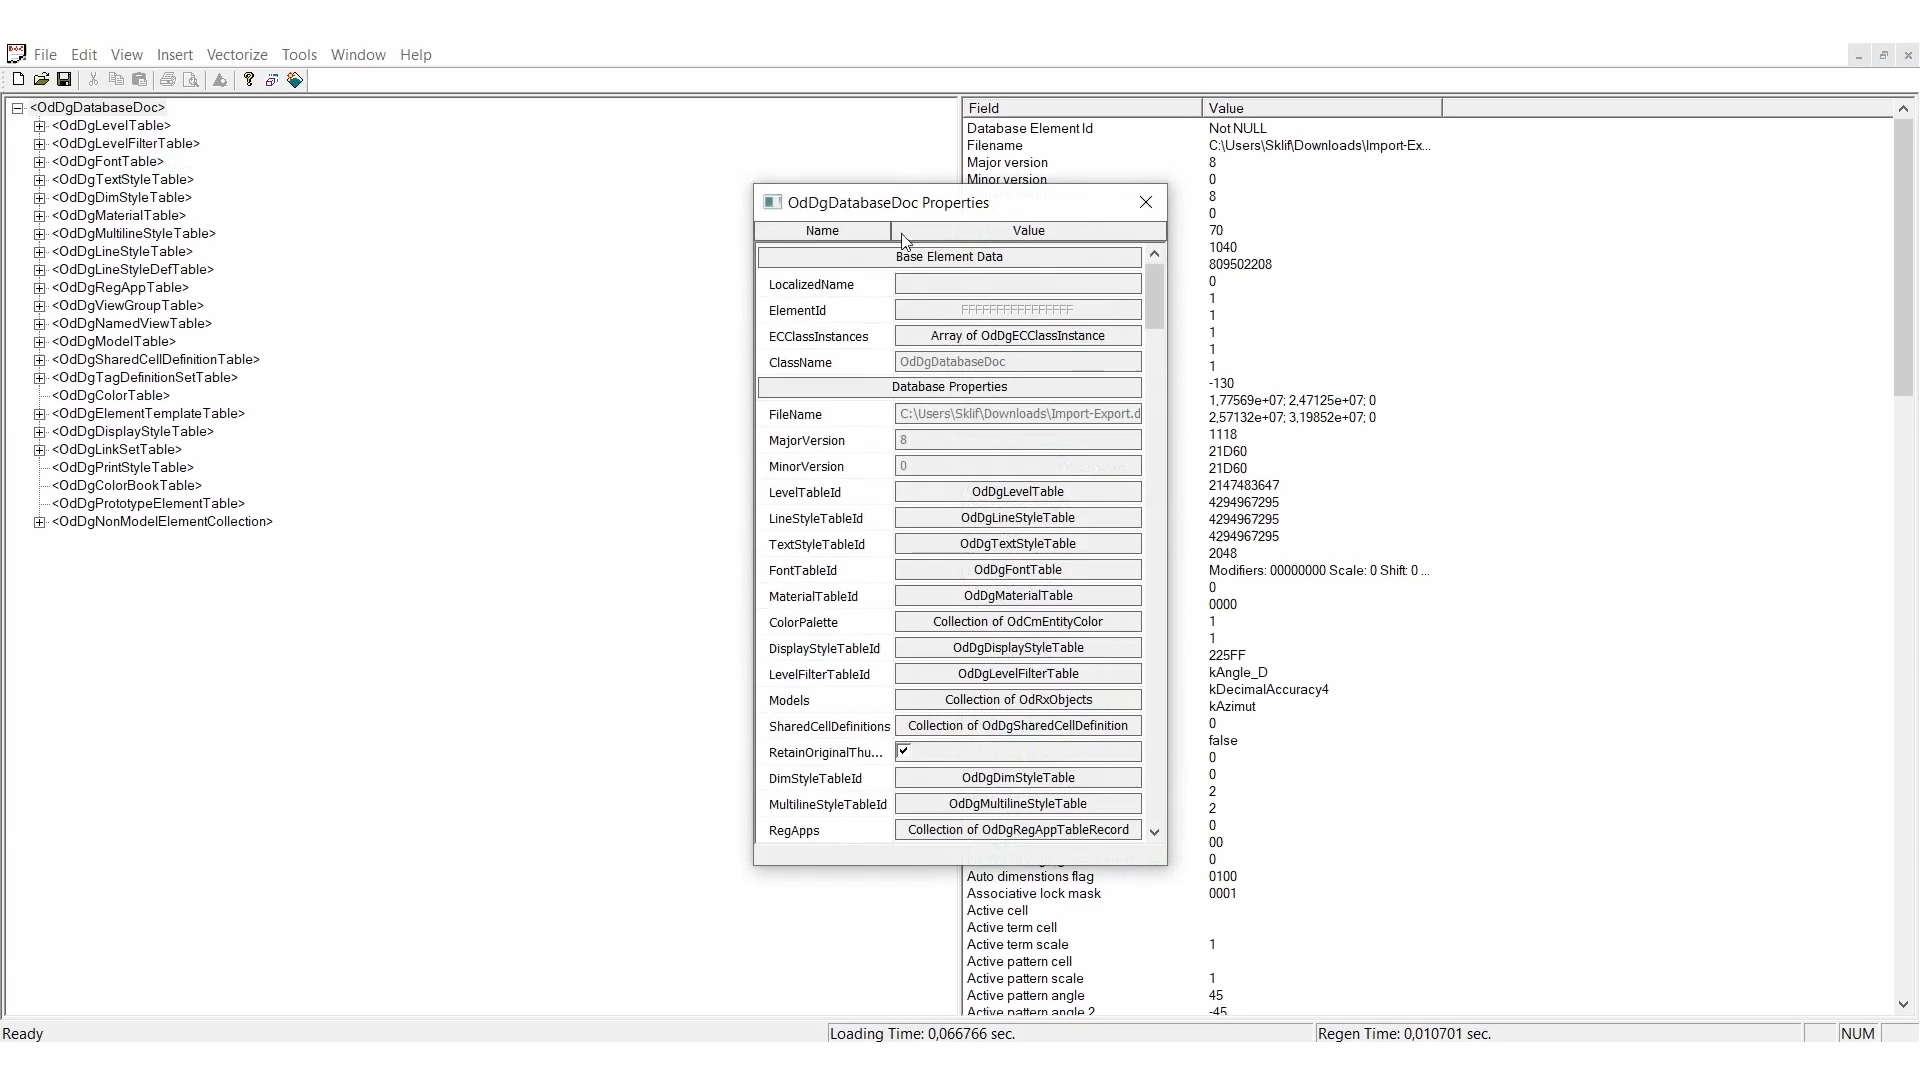 File Edit View Insert Vectorize Tools Window Help
<OdDgDatabaseDoc>
<OdDgLevelTable>
<OdDgLevelFilterTable>
<OdDgFontTable>
<OdDgTextStyleTable>
<OdDgDimStyleTable>
<OdDgMaterialTable>
<OdDgMultilineStyleTable>
<OdDgLineStyleTable>
<OdDgLineStyleDefTable>
<OdDgRegAppTable>
<OdDgViewGroupTable>
<OdDgNamedViewTable>
<OdDgModelTable>
<OdDgSharedCellDefinitionTable>
<OdDgTagDefinitionSetTable>
<OdDgColorTable>
<OdDgElementTemplateTable>
<OdDgDisplayStyleTable>
<OdDgLinkSetTable>
<OdDgPrintStyleTable>
<OdDgColorBookTable>
<OdDgPrototypeElementTable>
<OdDgNonModelElementCollection>
OdDgDatabaseDoc Properties
Name Value
Base Element Data
LocalizedName
ElementId FFFFFFFFFFFFFFFF
ECClassInstances Array of OdDgECClassInstance
ClassName OdDgDatabaseDoc
Database Properties
FileName C:\Users\Sklif\Downloads\Import-Export.d
MajorVersion 8
MinorVersion 0
LevelTableId OdDgLevelTable
LineStyleTableId OdDgLineStyleTable
TextStyleTableId OdDgTextStyleTable
FontTableId OdDgFontTable
MaterialTableId OdDgMaterialTable
ColorPalette Collection of OdCmEntityColor
DisplayStyleTableId OdDgDisplayStyleTable
LevelFilterTableId OdDgLevelFilterTable
Models Collection of OdRxObjects
SharedCellDefinitions Collection of OdDgSharedCellDefinition
RetainOriginalThu...
DimStyleTableId OdDgDimStyleTable
MultilineStyleTableId OdDgMultilineStyleTable
RegApps Collection of OdDgRegAppTableRecord
Field Value
Database Element Id Not NULL
Filename C:\Users\Sklif\Downloads\Import-Ex...
Major version 8
Minor version 0
8
0
70
1040
809502208
0
1
1
1
1
1
-130
1,77569e+07; 2,47125e+07; 0
2,57132e+07; 3,19852e+07; 0
1118
21D60
21D60
2147483647
4294967295
4294967295
4294967295
2048
Modifiers: 00000000 Scale: 0 Shift: 0 ...
0
0000
1
1
225FF
kAngle_D
kDecimalAccuracy4
kAzimut
0
false
0
0
2
2
0
00
0
Auto dimenstions flag 0100
Associative lock mask 0001
Active cell
Active term cell
Active term scale 1
Active pattern cell
Active pattern scale 1
Active pattern angle 45
Active pattern angle 2 -45
Ready Loading Time: 0,066766 sec. Regen Time: 0,010701 sec. NUM